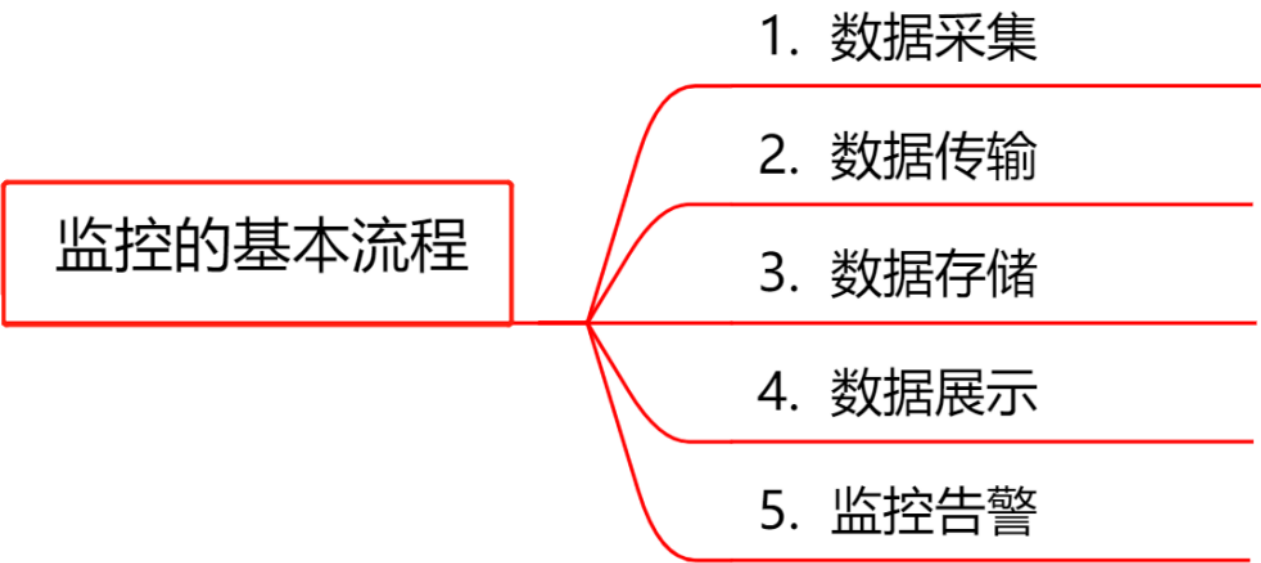 监控的基本流程
1. 数据采集
2. 数据传输
3. 数据存储
4. 数据展示
5. 监控告警